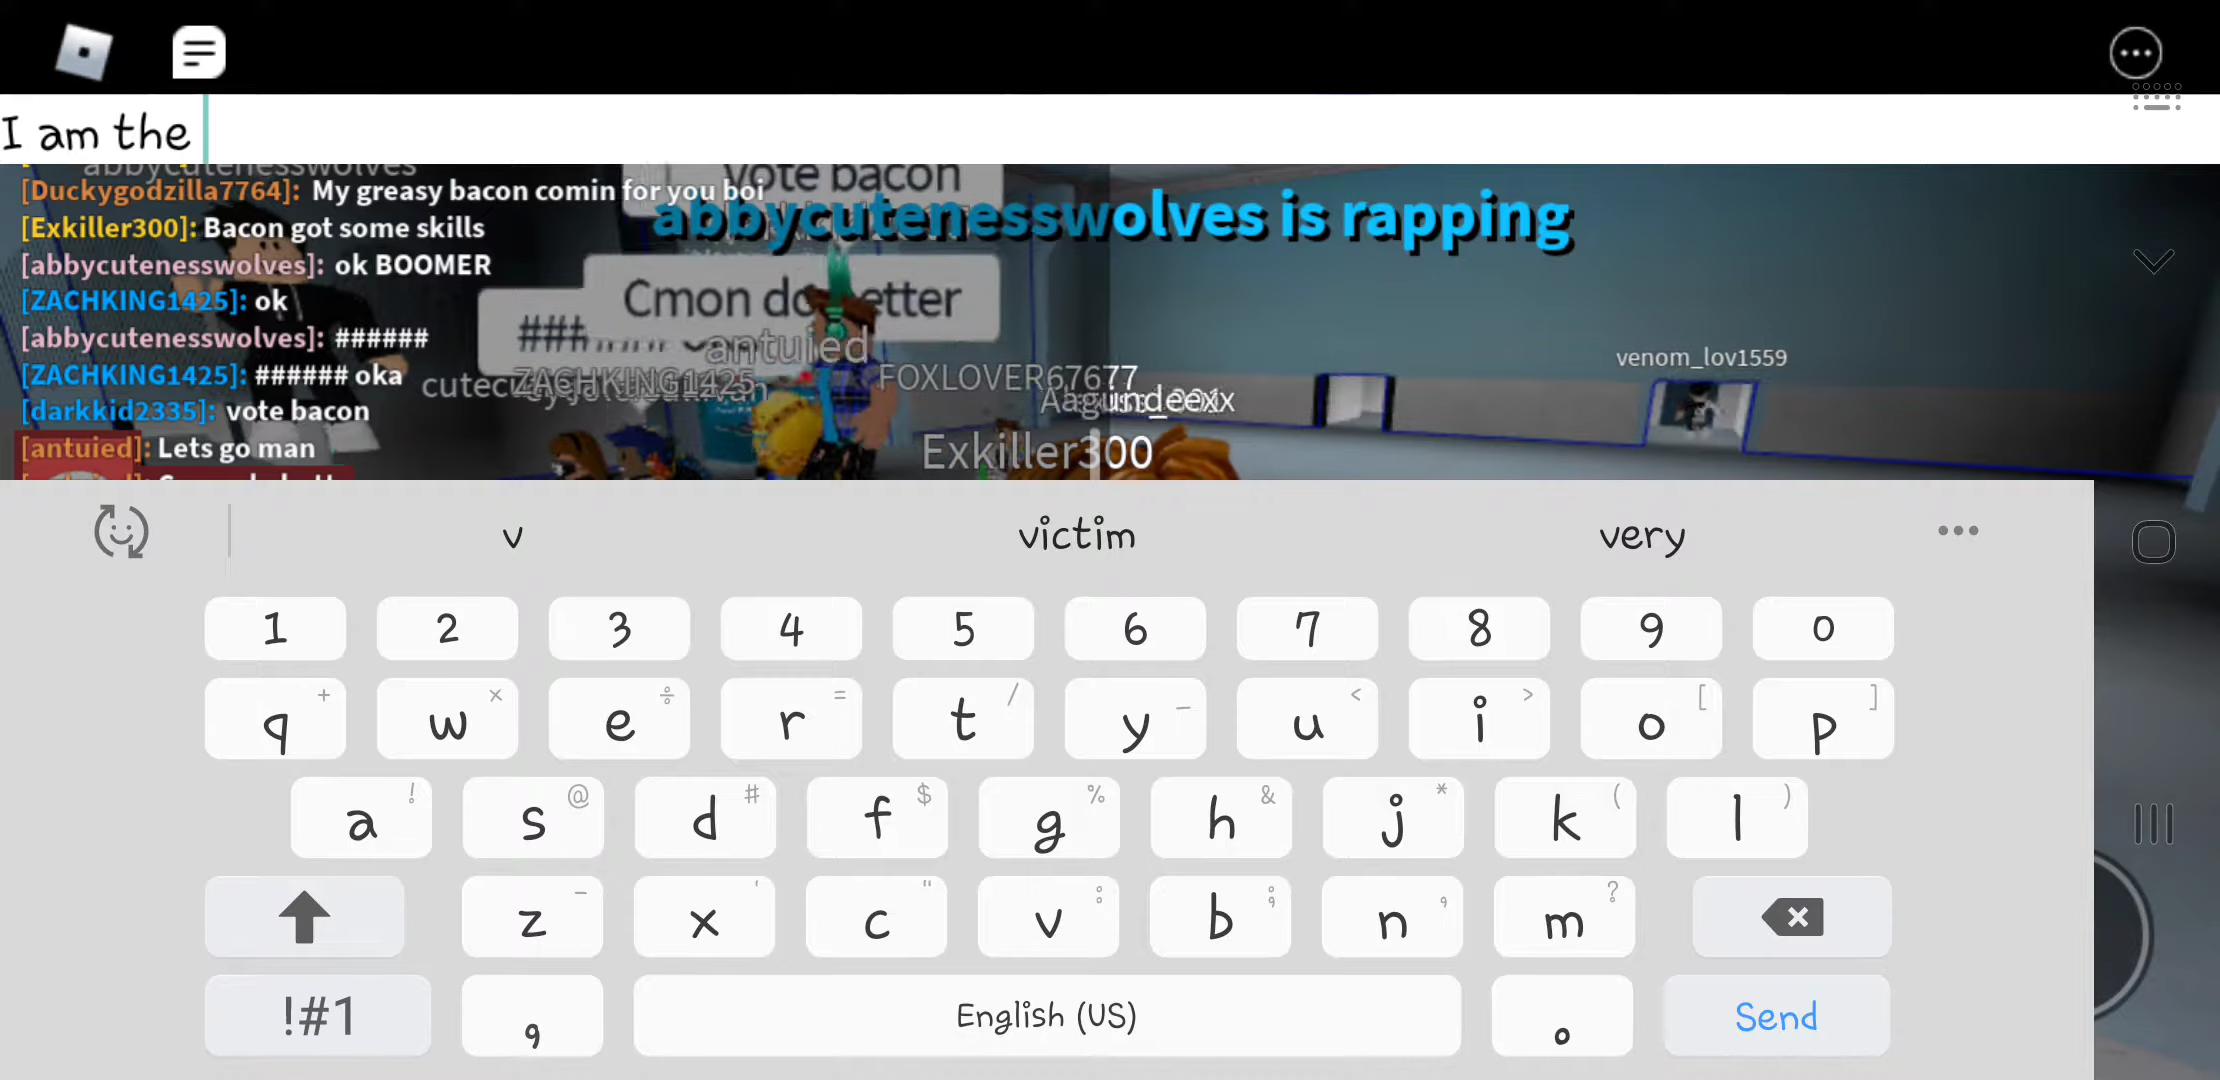 I am the
abbycutenesswolves
[Duckygodzilla7764]: My greasy bacon comin for you boi
[Exkiller300]: Bacon got some skills
[abbycutenesswolves]: ok BOOMER
[ZACHKING1425]: ok
[abbycutenesswolves]: ######
[ZACHKING1425]: ###### oka
[darkkid2335]: vote bacon
[antuied]: Lets go man
vote bacon
abbycutenesswolves is rapping
Cmon do etter
###
antuied
ZACHKING1425
FOXLOVER67677
Exkiller300
venom_lov1559
v victim very
1 2 3 4 5 6 7 8 9 0
+ × ÷ = / _ < > [ ]
q w e r t y u i o p
! @ # $ % & * ( )
a s d f g h j k l
- ' " : ; , ?
z x c v b n m
!#1 , English (US) . Send